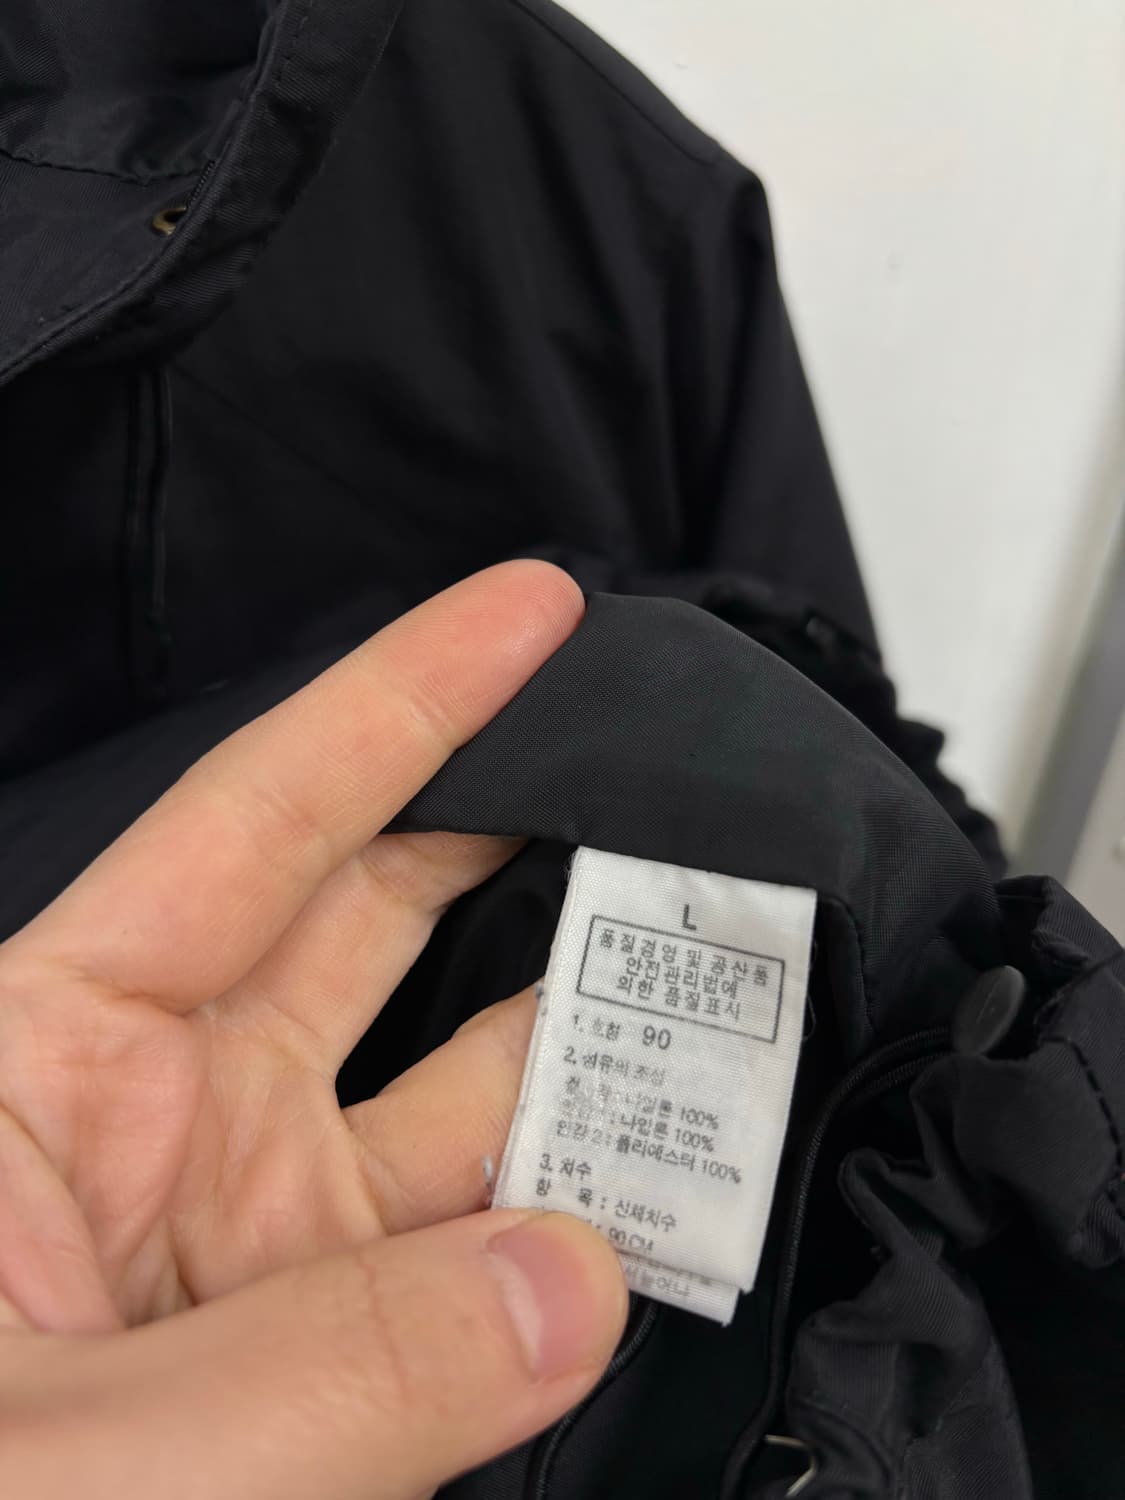 L
품질경영 및 공산품
안전관리법에
의한 품질표시
1. 호칭 90
2. 섬유의 조성
나일론 100%
안감 1 : 나일론 100%
안감 2 : 폴리에스터 100%
3. 치수
항 목 : 신체치수
: 90 CM